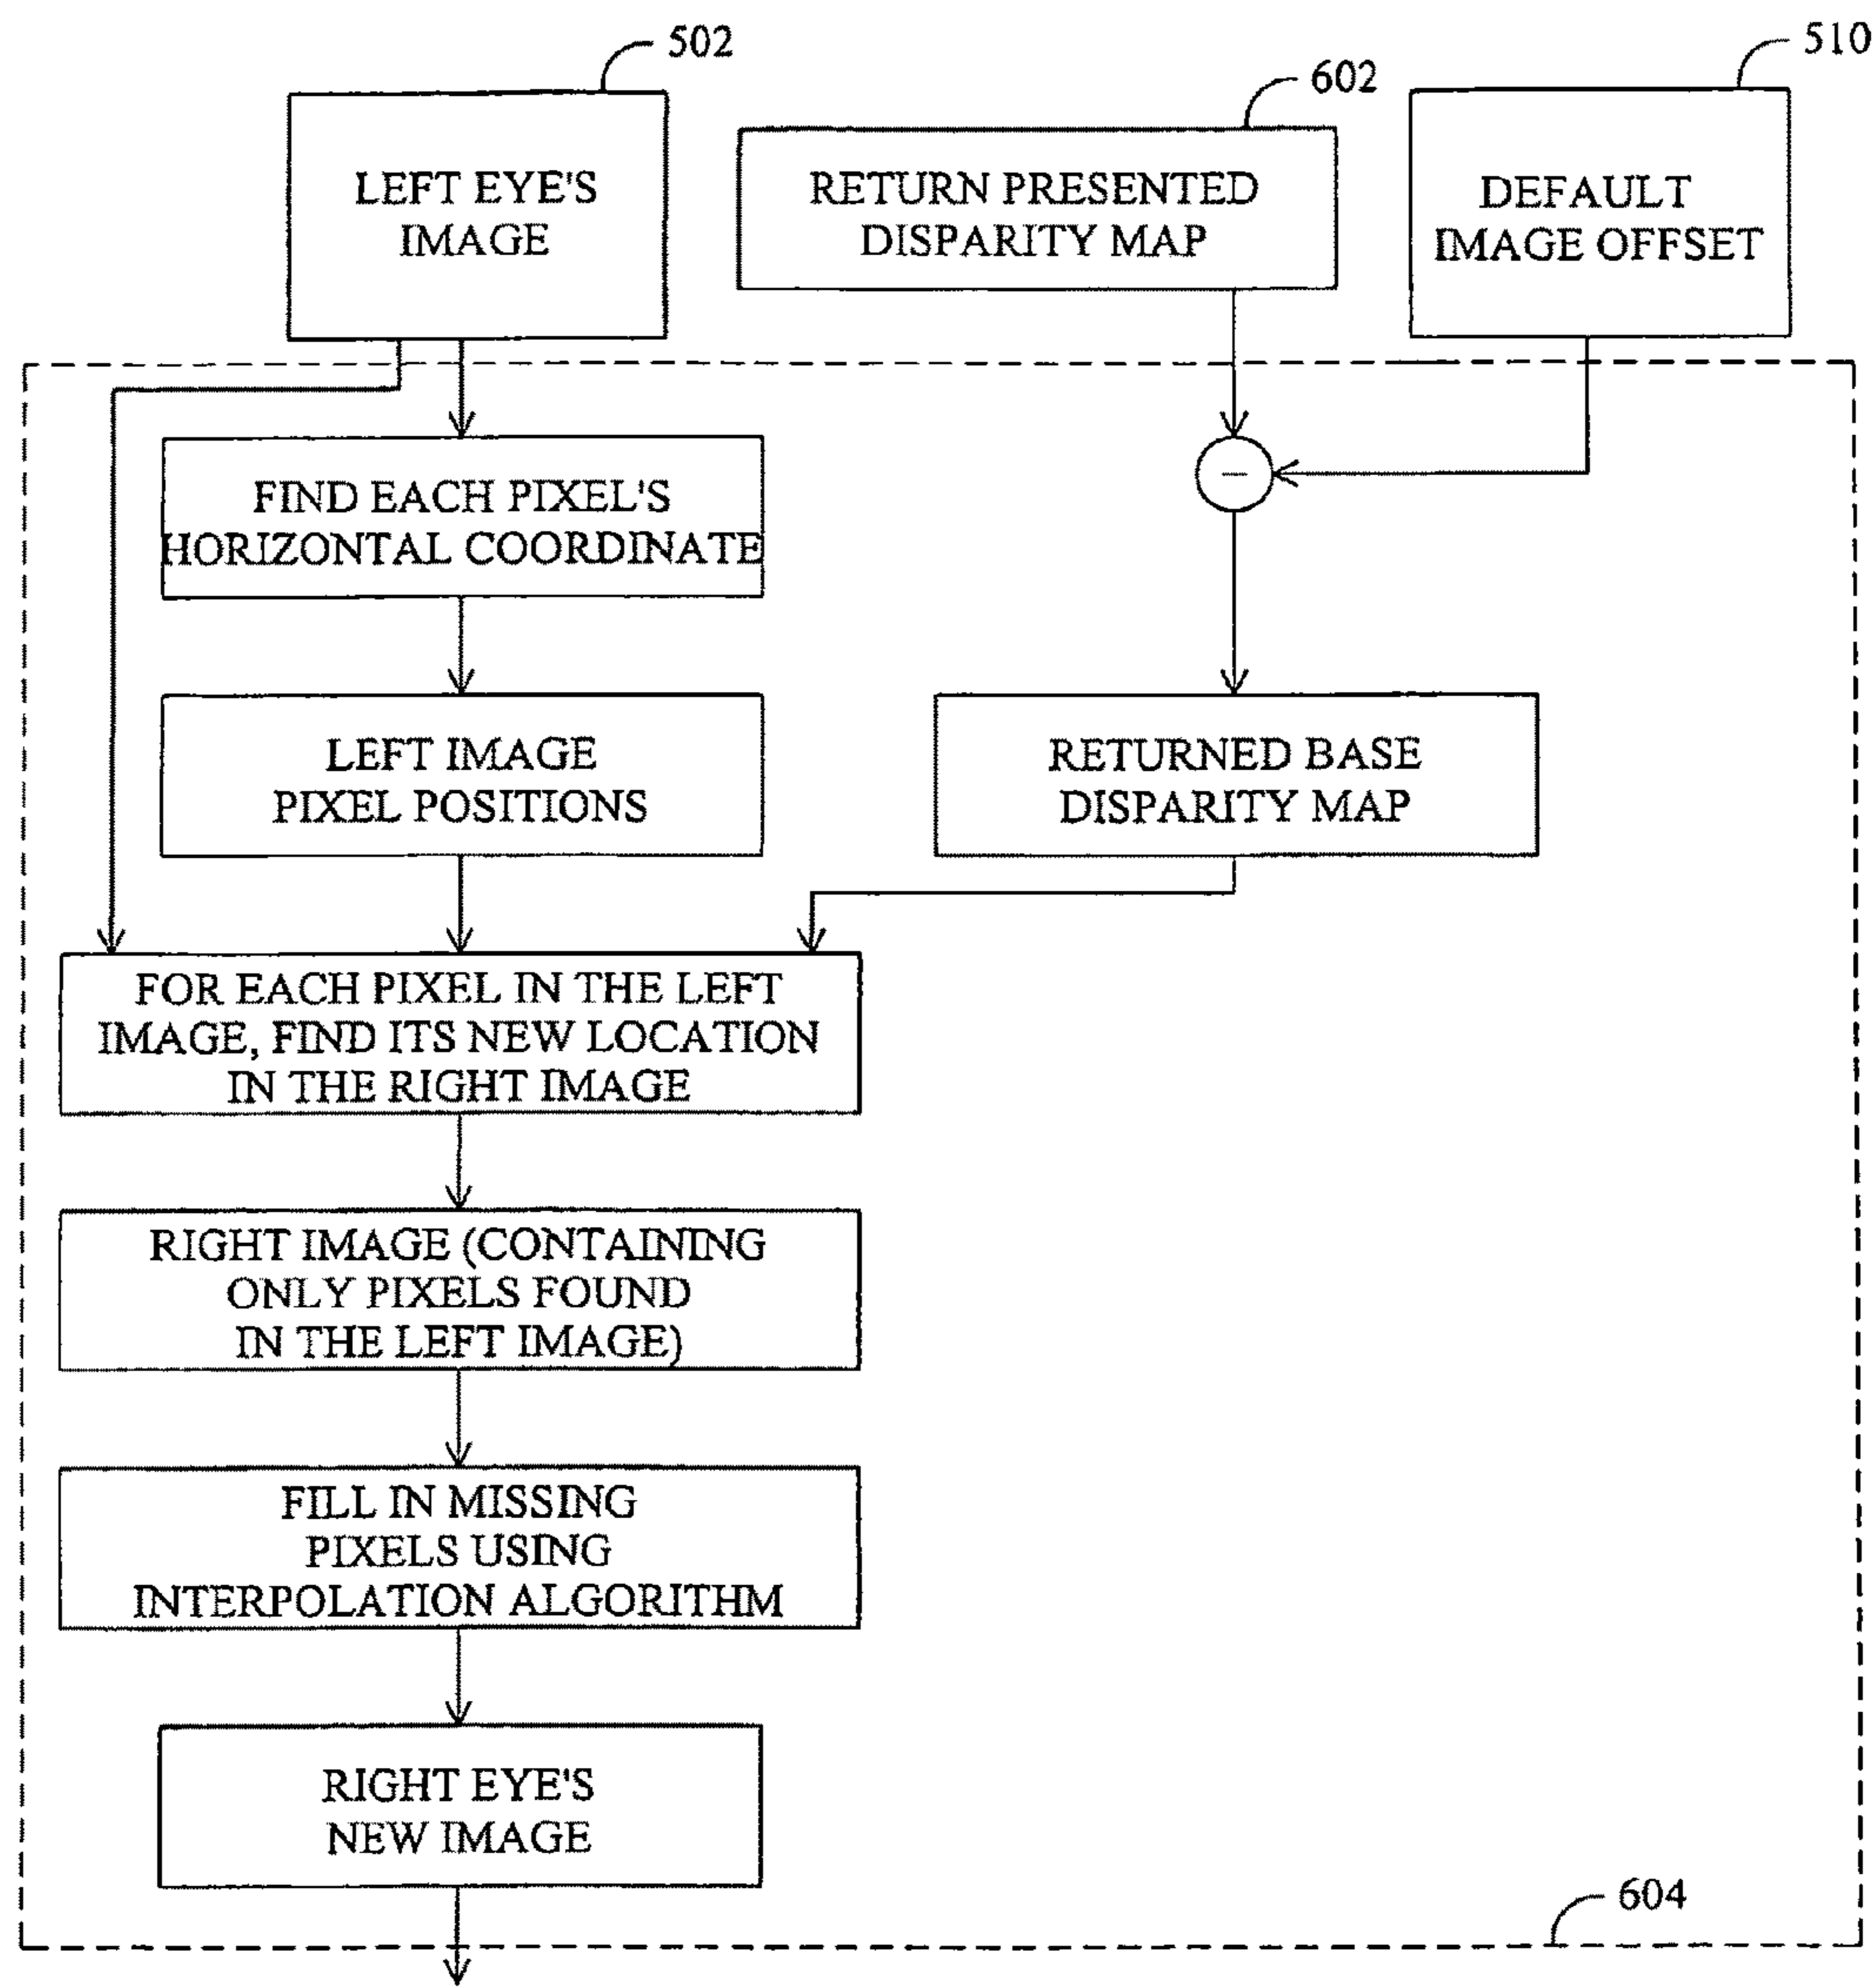 502
602
510
LEFT EYE'S
IMAGE
RETURN PRESENTED
DISPARITY MAP
DEFAULT
IMAGE OFFSET
FIND EACH PIXEL'S
HORIZONTAL COORDINATE
−
LEFT IMAGE
PIXEL POSITIONS
RETURNED BASE
DISPARITY MAP
FOR EACH PIXEL IN THE LEFT
IMAGE, FIND ITS NEW LOCATION
IN THE RIGHT IMAGE
RIGHT IMAGE (CONTAINING
ONLY PIXELS FOUND
IN THE LEFT IMAGE)
FILL IN MISSING
PIXELS USING
INTERPOLATION ALGORITHM
RIGHT EYE'S
NEW IMAGE
604